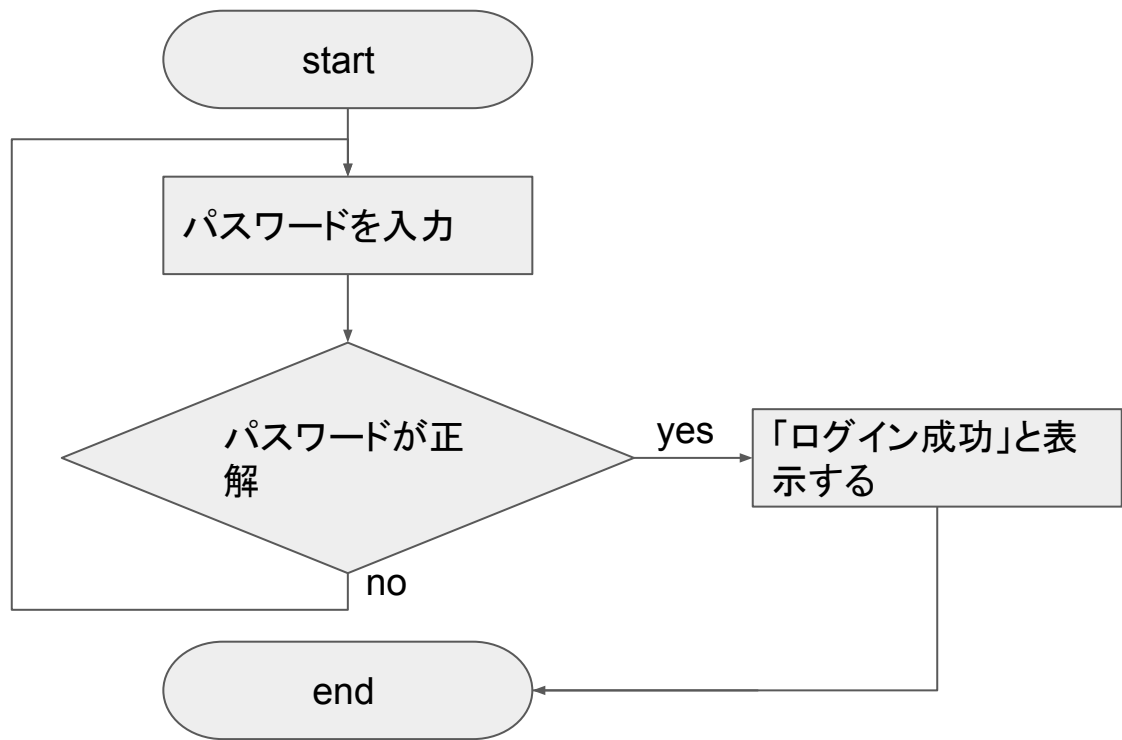 start
パスワードを入力
パスワードが正
解
yes
「ログイン成功」と表
示する
no
end